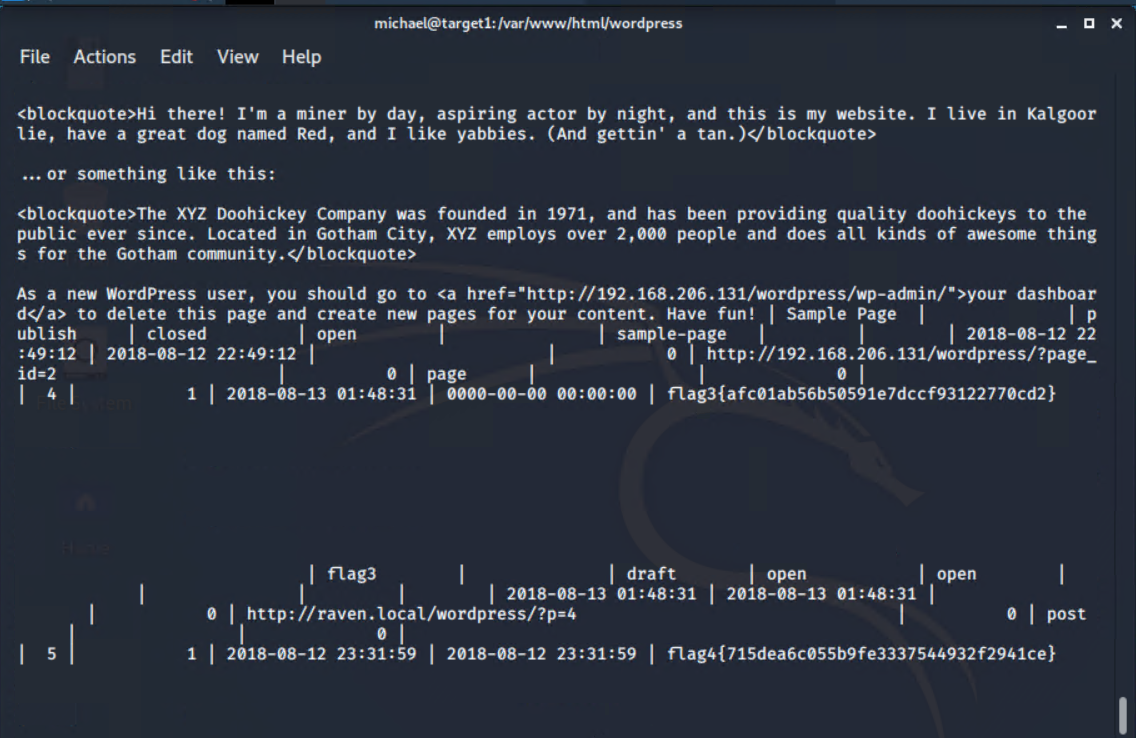 michael@target1:/var/www/html/wordpress
File Actions Edit View Help
<blockquote>Hi there! I'm a miner by day, aspiring actor by night, and this is my website. I live in Kalgoor
lie, have a great dog named Red, and I like yabbies. (And gettin' a tan.)</blockquote>
...or something like this:
<blockquote>The XYZ Doohickey Company was founded in 1971, and has been providing quality doohickeys to the
public ever since. Located in Gotham City, XYZ employs over 2,000 people and does all kinds of awesome thing
s for the Gotham community.</blockquote>
As a new WordPress user, you should go to <a href="http://192.168.206.131/wordpress/wp-admin/">your dashboar
d</a> to delete this page and create new pages for your content. Have fun! | Sample Page | | p
ublish | closed | open | | sample-page | | | 2018-08-12 22
:49:12 | 2018-08-12 22:49:12 | | 0 | http://192.168.206.131/wordpress/?page_
id=2 | 0 | page | | 0 |
| 4 | 1 | 2018-08-13 01:48:31 | 0000-00-00 00:00:00 | flag3{afc01ab56b50591e7dccf93122770cd2}
| flag3 | | draft | open | open |
| | | | 2018-08-13 01:48:31 | 2018-08-13 01:48:31 |
| 0 | http://raven.local/wordpress/?p=4 | 0 | post
| | 0 |
| 5 | 1 | 2018-08-12 23:31:59 | 2018-08-12 23:31:59 | flag4{715dea6c055b9fe3337544932f2941ce}
Home